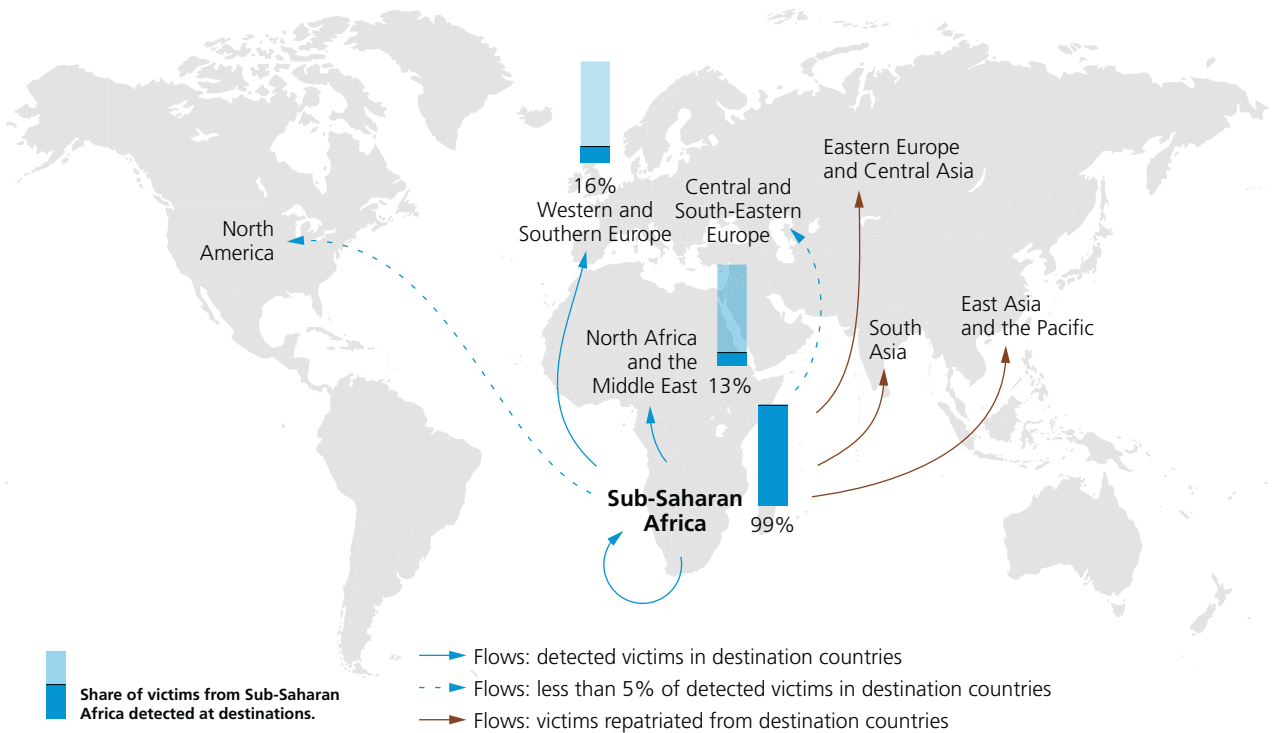 16%
Western and
Southern Europe
Central and
South-Eastern
Europe
Eastern Europe
and Central Asia
North
America
North Africa
and the
Middle East
13%
South
Asia
East Asia
and the Pacific
Sub-Saharan
Africa
99%
Share of victims from Sub-Saharan
Africa detected at destinations.
Flows: detected victims in destination countries
Flows: less than 5% of detected victims in destination countries
Flows: victims repatriated from destination countries